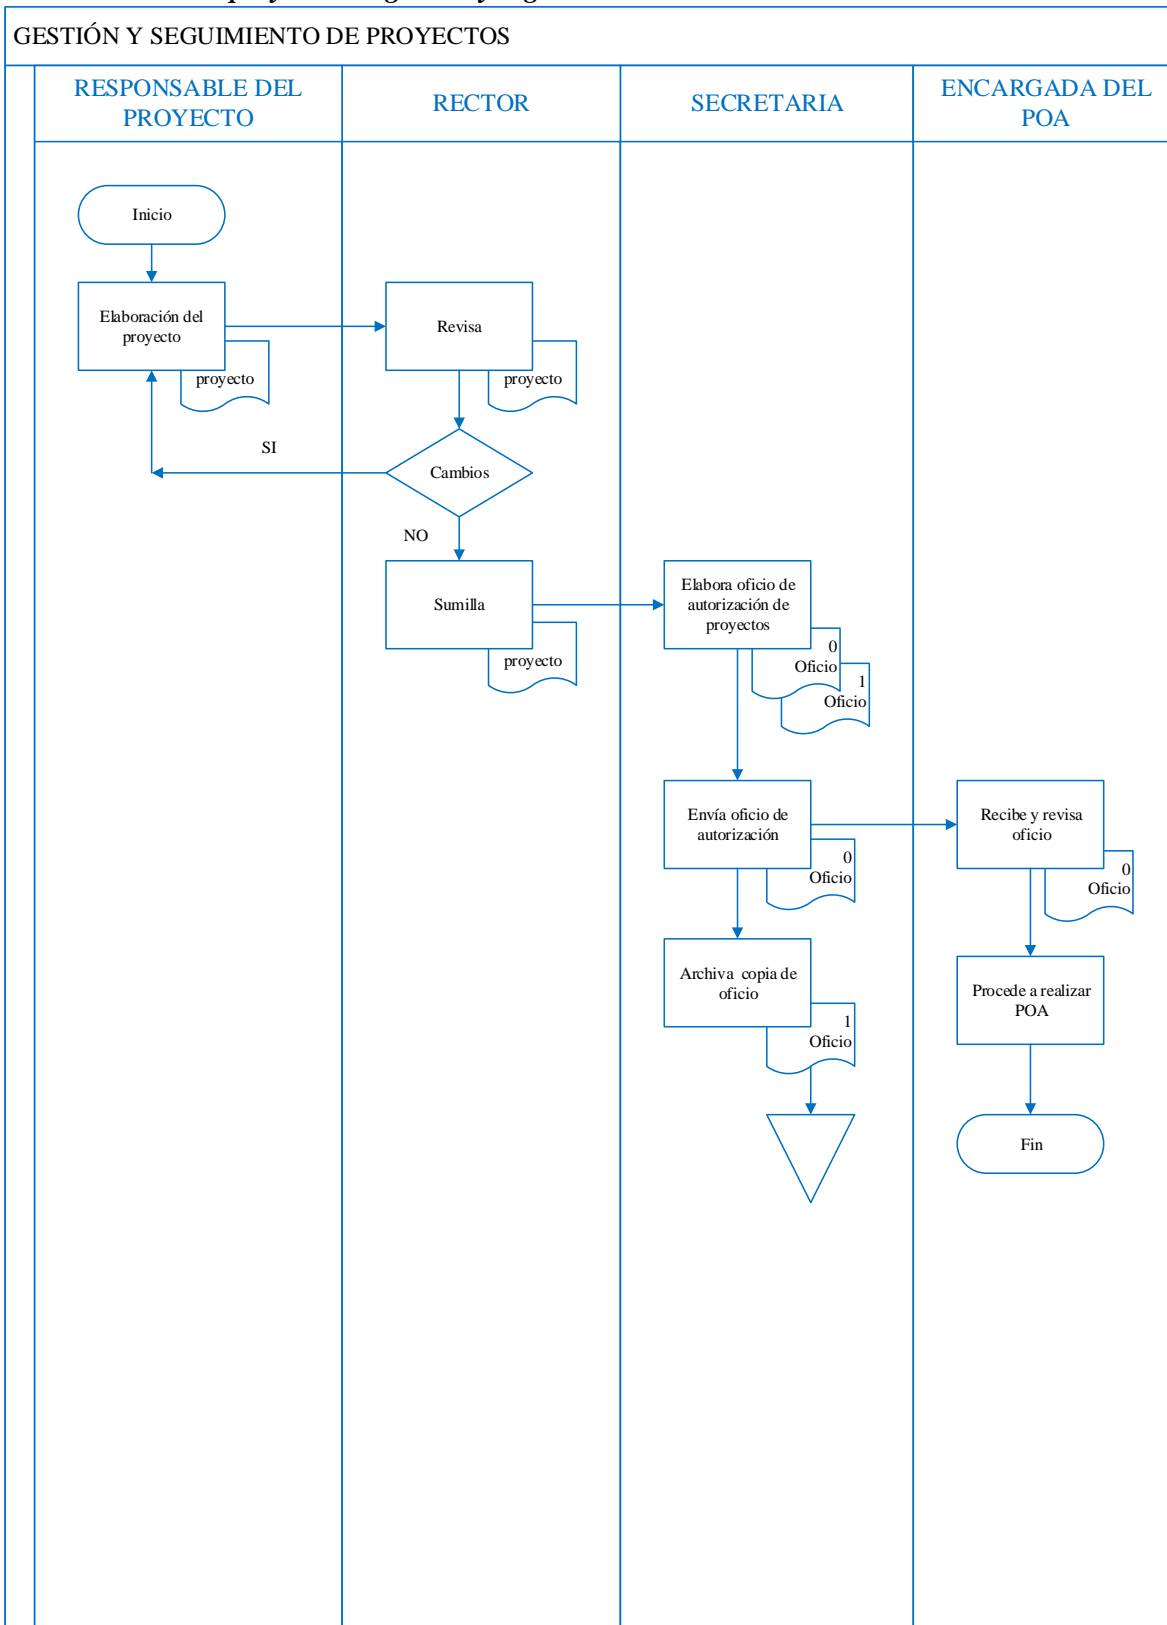 GESTIÓN Y SEGUIMIENTO DE PROYECTOS
RESPONSABLE DEL
PROYECTO
RECTOR
SECRETARIA
ENCARGADA DEL
POA
Inicio
Elaboración del
proyecto
proyecto
Revisa
proyecto
SI
Cambios
NO
Sumilla
proyecto
Elabora oficio de
autorización de
proyectos
0
Oficio
1
Oficio
Envía oficio de
autorización
0
Oficio
Recibe y revisa
oficio
0
Oficio
Archiva copia de
oficio
1
Oficio
Procede a realizar
POA
Fin